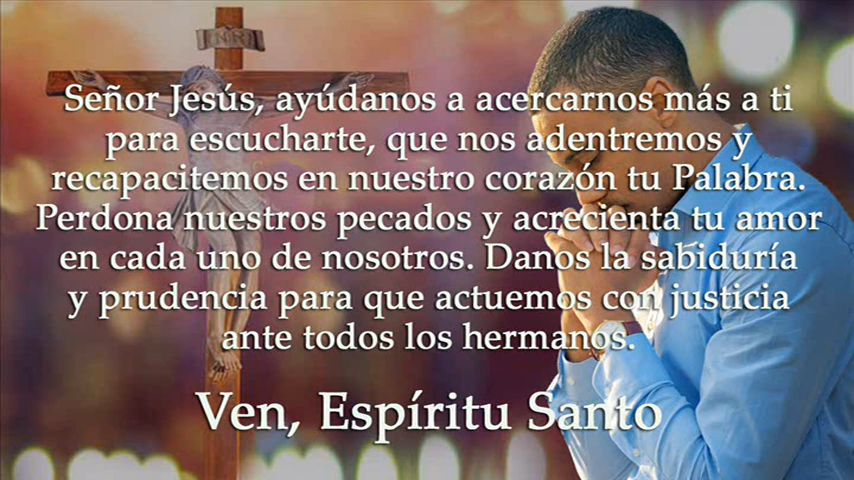 INRI
Señor Jesús, ayúdanos a acercarnos más a ti
para escucharte, que nos adentremos y
recapacitemos en nuestro corazón tu Palabra.
Perdona nuestros pecados y acrecienta tu amor
en cada uno de nosotros. Danos la sabiduría
y prudencia para que actuemos con justicia
ante todos los hermanos.
Ven, Espíritu Santo